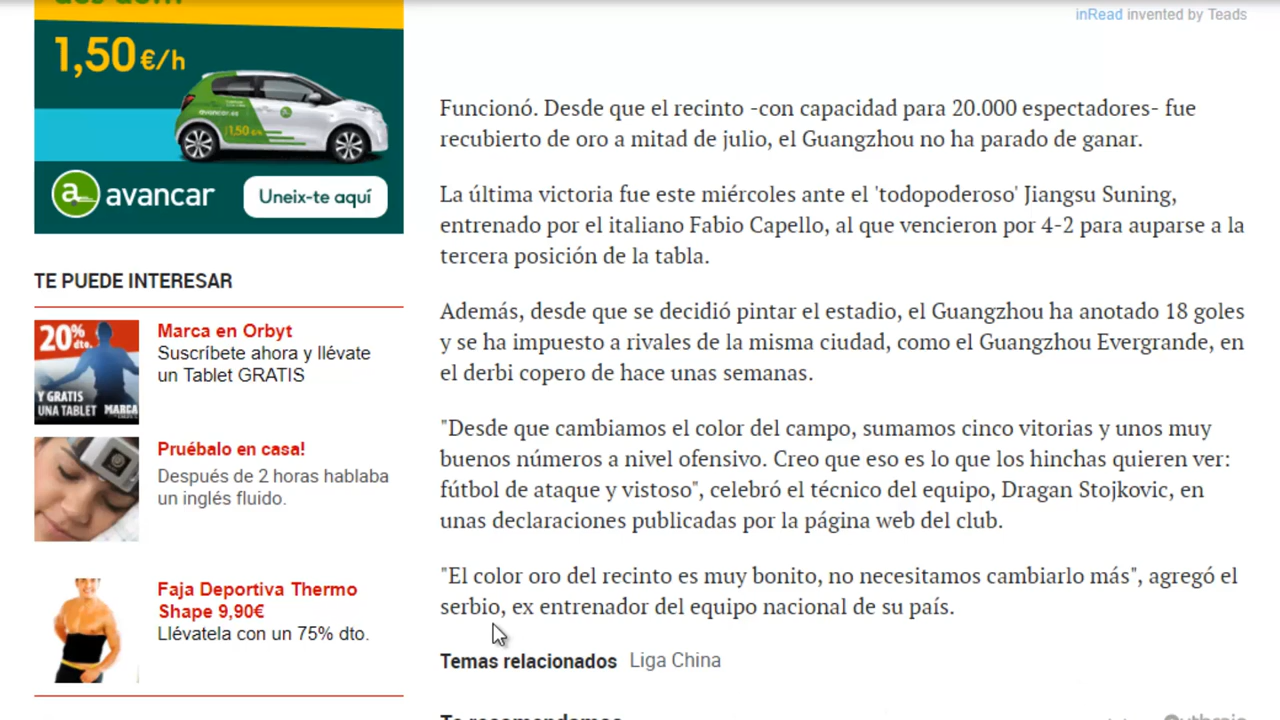 1,50 €/h
avancar
Uneix-te aquí
TE PUEDE INTERESAR
20% dto.
Y GRATIS
UNA TABLET MARCA
Marca en Orbyt
Suscríbete ahora y llévate
un Tablet GRATIS
Pruébalo en casa!
Después de 2 horas hablaba
un inglés fluido.
Faja Deportiva Thermo
Shape 9,90€
Llévatela con un 75% dto.
inRead invented by Teads
Funcionó. Desde que el recinto -con capacidad para 20.000 espectadores- fue
recubierto de oro a mitad de julio, el Guangzhou no ha parado de ganar.
La última victoria fue este miércoles ante el 'todopoderoso' Jiangsu Suning,
entrenado por el italiano Fabio Capello, al que vencieron por 4-2 para auparse a la
tercera posición de la tabla.
Además, desde que se decidió pintar el estadio, el Guangzhou ha anotado 18 goles
y se ha impuesto a rivales de la misma ciudad, como el Guangzhou Evergrande, en
el derbi copero de hace unas semanas.
"Desde que cambiamos el color del campo, sumamos cinco vitorias y unos muy
buenos números a nivel ofensivo. Creo que eso es lo que los hinchas quieren ver:
fútbol de ataque y vistoso", celebró el técnico del equipo, Dragan Stojkovic, en
unas declaraciones publicadas por la página web del club.
"El color oro del recinto es muy bonito, no necesitamos cambiarlo más", agregó el
serbio, ex entrenador del equipo nacional de su país.
Temas relacionados Liga China
Te recomendamos